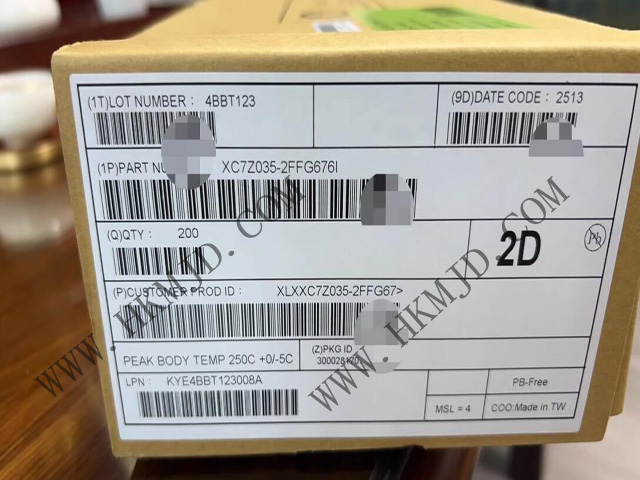 (1T)LOT NUMBER : 4BBT123
(9D)DATE CODE : 2513
(1P)PART NU XC7Z035-2FFG676I
(Q)QTY : 200
2D
Pb
(P)CUSTOMER PROD ID : XLXXC7Z035-2FFG67>
PEAK BODY TEMP 250C +0/-5C
(Z)PKG ID
LPN : KYE4BBT123008A
PB-Free
MSL = 4
COO:Made in TW
WWW.HKMJD.COM
WWW.HKMJD.COM